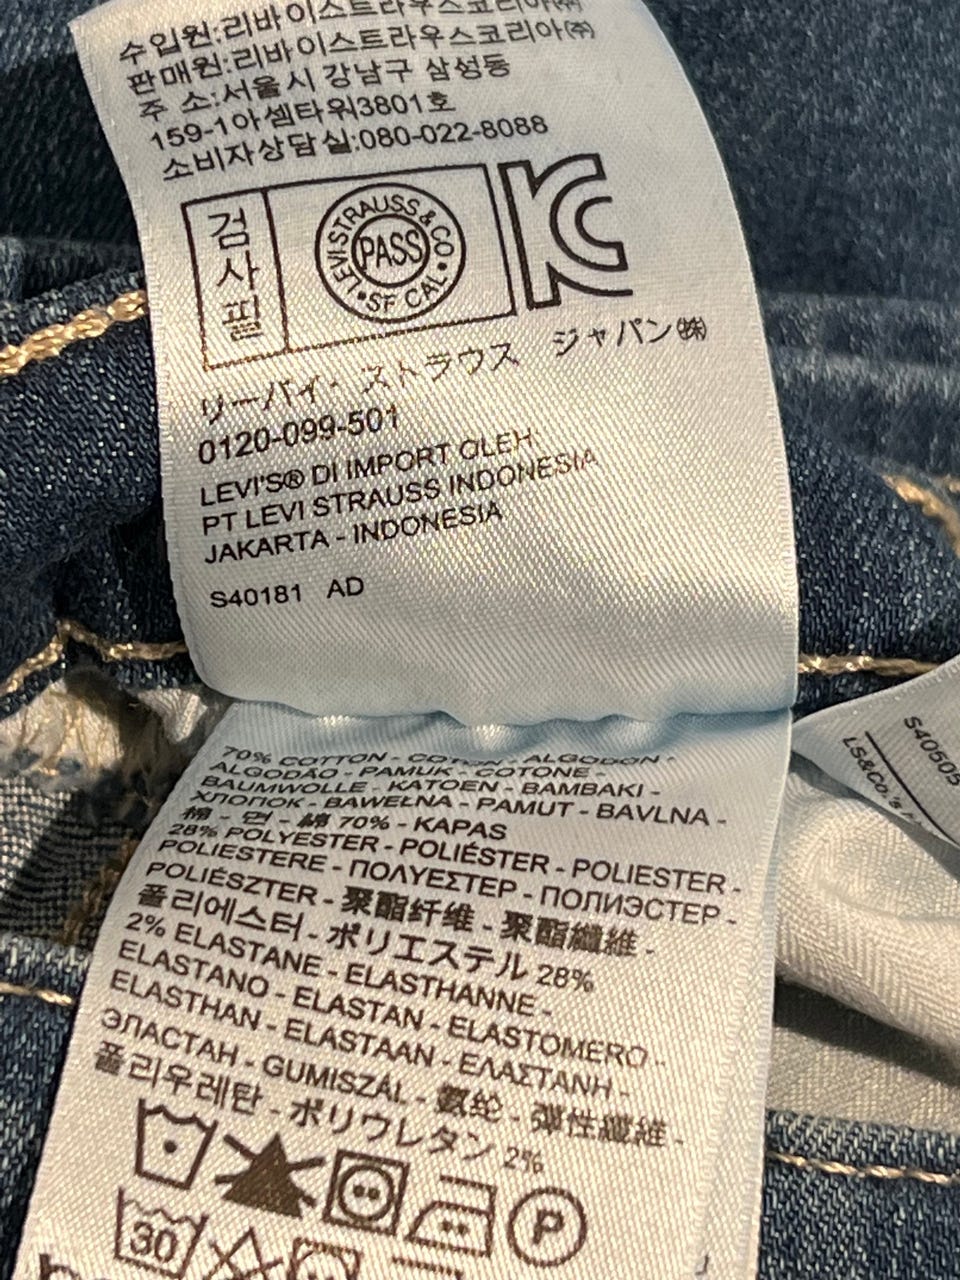 수입원:리바이스트라우스코리아㈜
판매원:리바이스트라우스코리아㈜
주 소:서울시 강남구 삼성동
159-1아셈타워3801호
소비자상담실:080-022-8088
검사필
LEVI STRAUSS & CO
PASS
• SF CAL •
リーバイ・ストラウス ジャパン㈱
0120-099-501
LEVI'S® DI IMPORT OLEH:
PT LEVI STRAUSS INDONESIA
JAKARTA - INDONESIA
S40181 AD
70% COTTON - COTON - ALGODÓN -
ALGODÃO - PAMUK - COTONE -
BAUMWOLLE - KATOEN - BAMBAKI -
ХЛОПОК - BAWEŁNA - PAMUT - BAVLNA -
棉 - 면 - 綿 70% - KAPAS
28% POLYESTER - POLIÉSTER - POLIESTER -
POLIESTERE - ΠΟΛΥΕΣΤΕΡ - ПОЛИЭСТЕР -
POLIÉSZTER - 聚酯纤维 - 聚酯纖維 -
폴리에스터 - ポリエステル 28%
2% ELASTANE - ELASTHANNE -
ELASTANO - ELASTAN - ELASTOMERO -
ELASTHAN - ELASTAAN - ΕΛΑΣΤΑΝΗ -
ЭЛАСТАН - GUMISZÁL - 氨纶 - 彈性纖維 -
폴리우레탄 - ポリウレタン 2%
P
30
S40505
LS&CO.'s